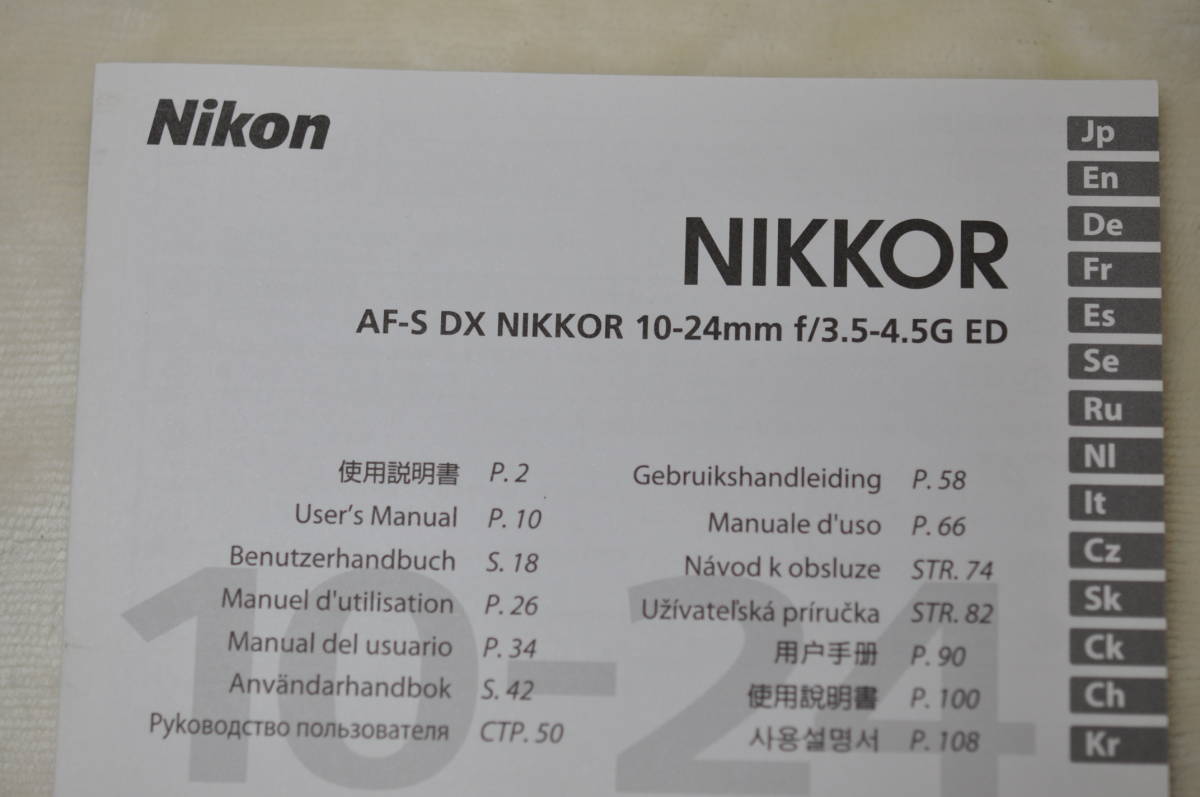 Nikon
NIKKOR
AF-S DX NIKKOR 10-24mm f/3.5-4.5G ED
使用説明書 P. 2
User's Manual P. 10
Benutzerhandbuch S. 18
Manuel d'utilisation P. 26
Manual del usuario P. 34
Användarhandbok S. 42
Руководство пользователя СТР. 50
Gebruikshandleiding P. 58
Manuale d'uso P. 66
Návod k obsluze STR. 74
Užívateľská príručka STR. 82
用户手册 P. 90
使用說明書 P. 100
사용설명서 P. 108
10-24
Jp
En
De
Fr
Es
Se
Ru
Nl
It
Cz
Sk
Ck
Ch
Kr